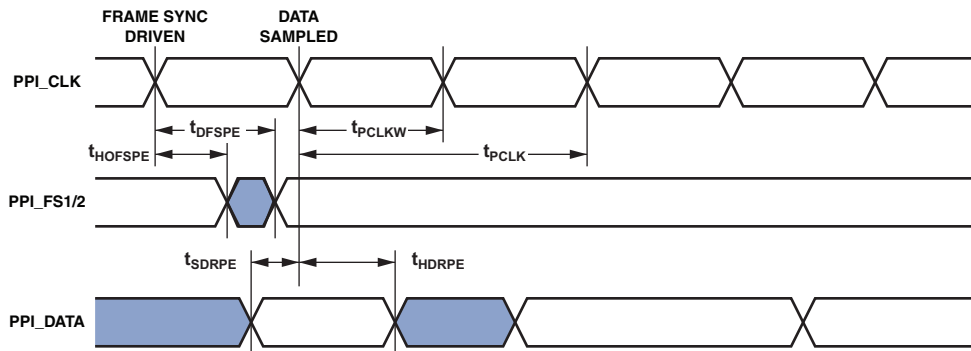 FRAME SYNC
DRIVEN
DATA
SAMPLED
PPI_CLK
tDFSPE
tPCLKW
tHOFSPE
tPCLK
PPI_FS1/2
tSDRPE
tHDRPE
PPI_DATA